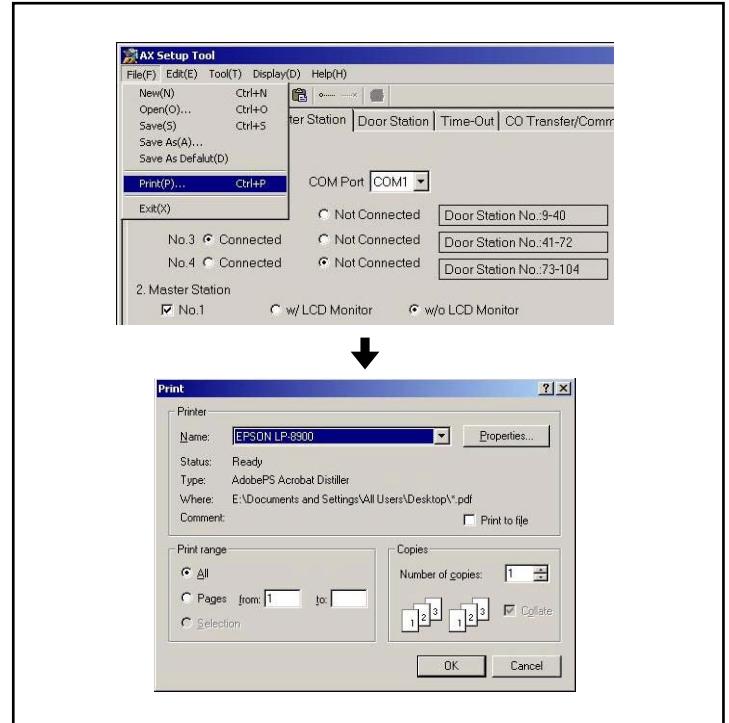 AX Setup Tool
File(F) Edit(E) Tool(T) Display(D) Help(H)
New(N) Ctrl+N
Open(O)... Ctrl+O
Save(S) Ctrl+S
Save As(A)...
Save As Defalut(D)
Print(P)... Ctrl+P
Exit(X)
ter Station Door Station Time-Out CO Transfer/Comm
COM Port COM1
Not Connected Door Station No.:9-40
No.3 Connected Not Connected Door Station No.:41-72
No.4 Connected Not Connected Door Station No.:73-104
2. Master Station
No.1 w/ LCD Monitor w/o LCD Monitor
Print
Printer
Name: EPSON LP-8900 Properties...
Status: Ready
Type: AdobePS Acrobat Distiller
Where: E:\Documents and Settings\All Users\Desktop\*.pdf
Comment: Print to file
Print range
All
Pages from: 1 to:
Selection
Copies
Number of copies: 1
1 2 3 1 2 3 Collate
OK Cancel